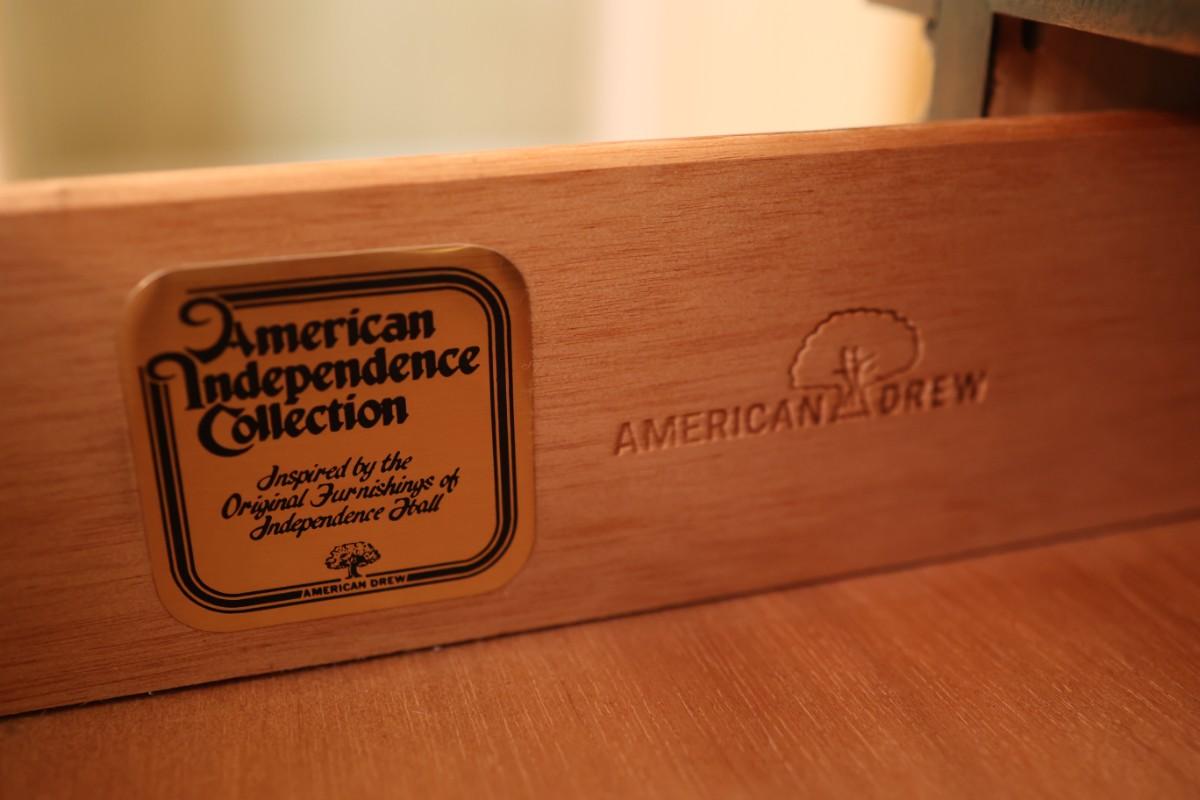 American
Independence
Collection
Inspired by the
Original Furnishings of
Independence Hall
AMERICAN DREW
AMERICAN DREW